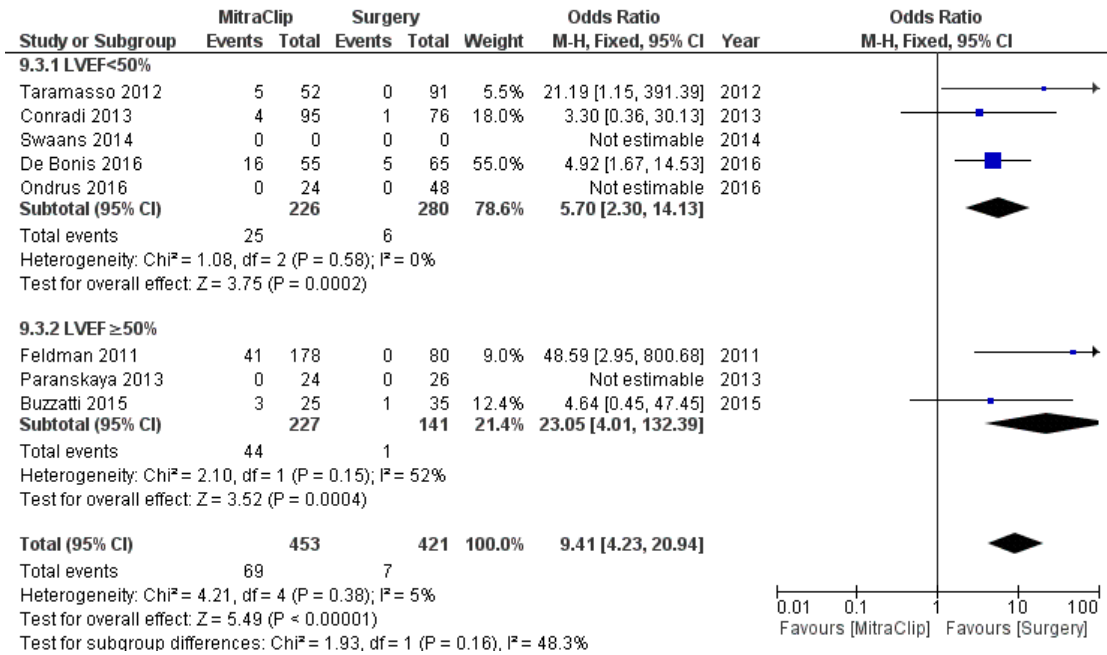 MitraClip Surgery Odds Ratio Odds Ratio
Study or Subgroup Events Total Events Total Weight M-H, Fixed, 95% CI Year M-H, Fixed, 95% CI
9.3.1 LVEF<50%
Taramasso 2012 5 52 0 91 5.5% 21.19 [1.15, 391.39] 2012
Conradi 2013 4 95 1 76 18.0% 3.30 [0.36, 30.13] 2013
Swaans 2014 0 0 0 0 Not estimable 2014
De Bonis 2016 16 55 5 65 55.0% 4.92 [1.67, 14.53] 2016
Ondrus 2016 0 24 0 48 Not estimable 2016
Subtotal (95% CI) 226 280 78.6% 5.70 [2.30, 14.13]
Total events 25 6
Heterogeneity: Chi² = 1.08, df = 2 (P = 0.58); I² = 0%
Test for overall effect: Z = 3.75 (P = 0.0002)
9.3.2 LVEF ≥50%
Feldman 2011 41 178 0 80 9.0% 48.59 [2.95, 800.68] 2011
Paranskaya 2013 0 24 0 26 Not estimable 2013
Buzzatti 2015 3 25 1 35 12.4% 4.64 [0.45, 47.45] 2015
Subtotal (95% CI) 227 141 21.4% 23.05 [4.01, 132.39]
Total events 44 1
Heterogeneity: Chi² = 2.10, df = 1 (P = 0.15); I² = 52%
Test for overall effect: Z = 3.52 (P = 0.0004)
Total (95% CI) 453 421 100.0% 9.41 [4.23, 20.94]
Total events 69 7
Heterogeneity: Chi² = 4.21, df = 4 (P = 0.38); I² = 5%
Test for overall effect: Z = 5.49 (P < 0.00001)
Test for subgroup differences: Chi² = 1.93, df = 1 (P = 0.16), I² = 48.3%
0.01 0.1 1 10 100
Favours [MitraClip] Favours [Surgery]